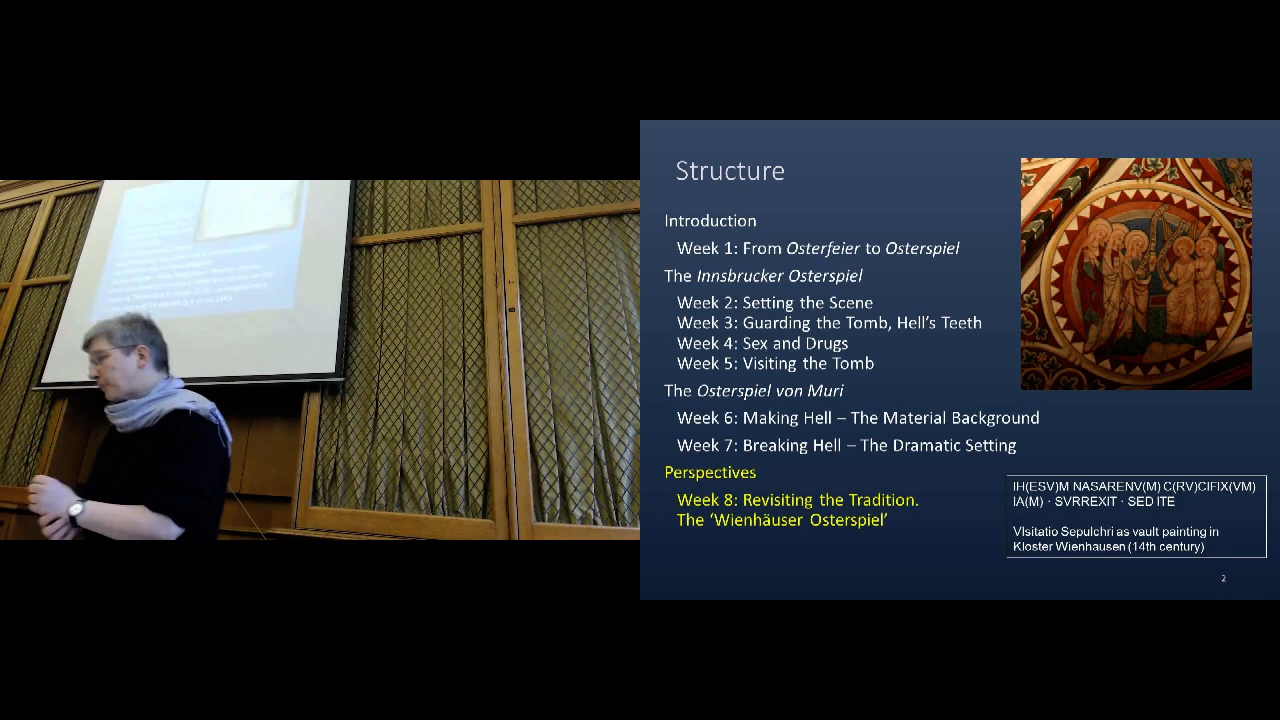 Structure
Introduction
Week 1: From Osterfeier to Osterspiel
The Innsbrucker Osterspiel
Week 2: Setting the Scene
Week 3: Guarding the Tomb, Hell's Teeth
Week 4: Sex and Drugs
Week 5: Visiting the Tomb
The Osterspiel von Muri
Week 6: Making Hell – The Material Background
Week 7: Breaking Hell – The Dramatic Setting
Perspectives
Week 8: Revisiting the Tradition.
The ‘Wienhäuser Osterspiel’
IH(ESV)M NASARENV(M) C(RV)CIFIX(VM)
IA(M) · SVRREXIT · SED ITE
VIsitatio Sepulchri as vault painting in
Kloster Wienhausen (14th century)
2